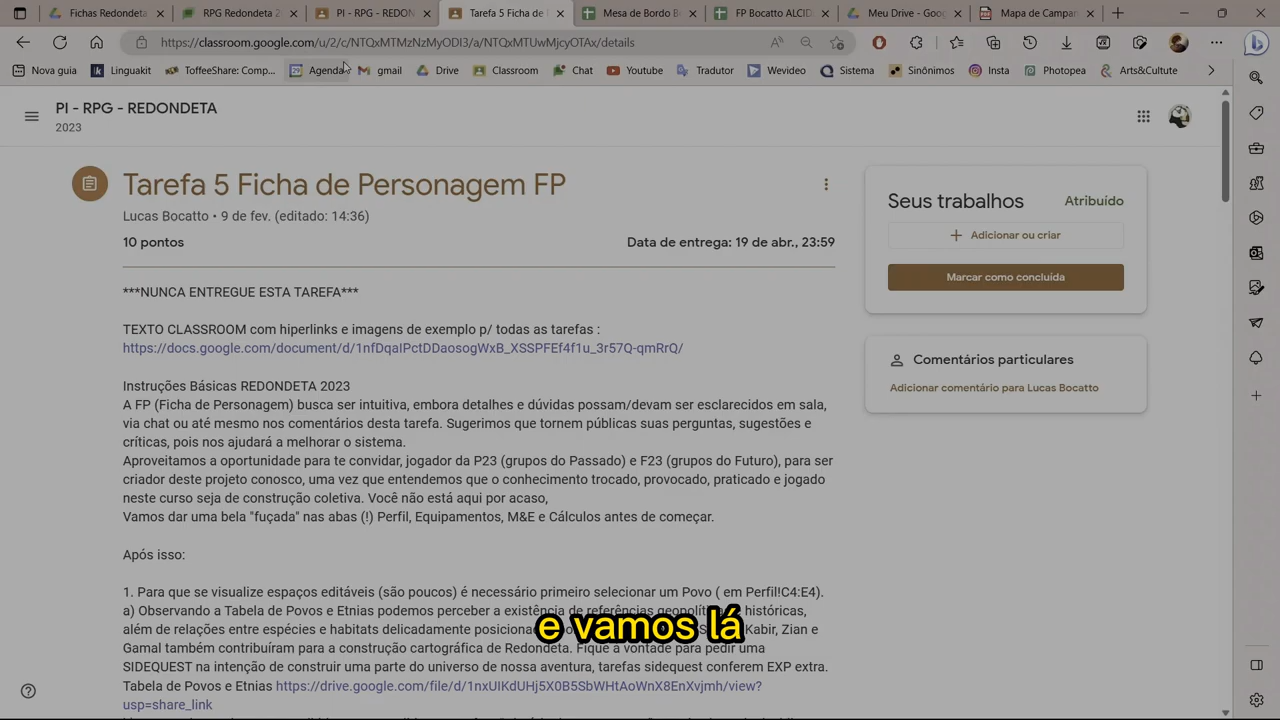 Fichas Redondeta
RPG Redondeta 2
PI - RPG - REDOND
Tarefa 5 Ficha de
Mesa de Bordo B
FP Bocatto ALCID
Meu Drive - Goog
Mapa de Campan
https://classroom.google.com/u/2/c/NTQxMTMzNzMyODI3/a/NTQxMTUwMjcyOTAx/details
Nova guia
Linguakit
ToffeeShare: Comp...
Agenda
gmail
Drive
Classroom
Chat
Youtube
Tradutor
Wevideo
Sistema
Sinônimos
Insta
Photopea
Arts&Cultute
PI - RPG - REDONDETA
2023
Tarefa 5 Ficha de Personagem FP
Lucas Bocatto • 9 de fev. (editado: 14:36)
10 pontos
Data de entrega: 19 de abr., 23:59
Seus trabalhos
Atribuído
Adicionar ou criar
Marcar como concluída
Comentários particulares
Adicionar comentário para Lucas Bocatto
***NUNCA ENTREGUE ESTA TAREFA***
TEXTO CLASSROOM com hiperlinks e imagens de exemplo p/ todas as tarefas :
https://docs.google.com/document/d/1nfDqaIPctDDaosogWxB_XSSPFEf4f1u_3r57Q-qmRrQ/
Instruções Básicas REDONDETA 2023
A FP (Ficha de Personagem) busca ser intuitiva, embora detalhes e dúvidas possam/devam ser esclarecidos em sala,
via chat ou até mesmo nos comentários desta tarefa. Sugerimos que tornem públicas suas perguntas, sugestões e
críticas, pois nos ajudará a melhorar o sistema.
Aproveitamos a oportunidade para te convidar, jogador da P23 (grupos do Passado) e F23 (grupos do Futuro), para ser
criador deste projeto conosco, uma vez que entendemos que o conhecimento trocado, provocado, praticado e jogado
neste curso seja de construção coletiva. Você não está aqui por acaso,
Vamos dar uma bela "fuçada" nas abas (!) Perfil, Equipamentos, M&E e Cálculos antes de começar.
Após isso:
1. Para que se visualize espaços editáveis (são poucos) é necessário primeiro selecionar um Povo ( em Perfil!C4:E4).
a) Observando a Tabela de Povos e Etnias podemos perceber a existência de referências geopolíticas, históricas,
além de relações entre espécies e habitats delicadamente posicion Kabir, Zian e
e vamos lá
Gamal também contribuíram para a construção cartográfica de Redondeta. Fique à vontade para pedir uma
SIDEQUEST na intenção de construir uma parte do universo de nossa aventura, tarefas sidequest conferem EXP extra.
Tabela de Povos e Etnias https://drive.google.com/file/d/1nxUIKdUHj5X0B5SbWHtAoWnX8EnXvjmh/view?
usp=share_link